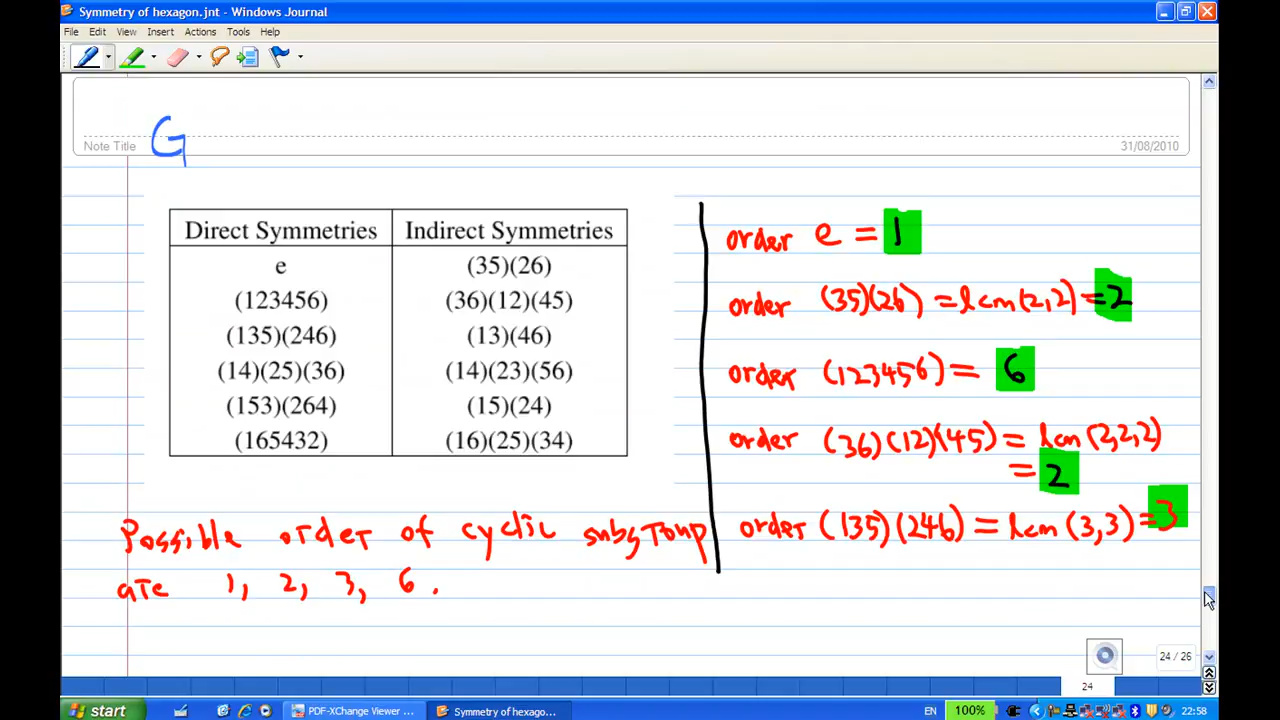 Symmetry of hexagon.jnt - Windows Journal
File Edit View Insert Actions Tools Help
G
Note Title
31/08/2010
Direct Symmetries Indirect Symmetries
e (35)(26)
(123456) (36)(12)(45)
(135)(246) (13)(46)
(14)(25)(36) (14)(23)(56)
(153)(264) (15)(24)
(165432) (16)(25)(34)
order e = 1
order (35)(26) = lcm(2,2) = 2
order (123456) = 6
order (36)(12)(45) = lcm(2,2,2)
= 2
order (135)(246) = lcm(3,3) = 3
Possible order of cyclic subgroup
are 1, 2, 3, 6.
24 / 26
24
start
PDF-XChange Viewer ...
Symmetry of hexago...
EN
100%
22:58